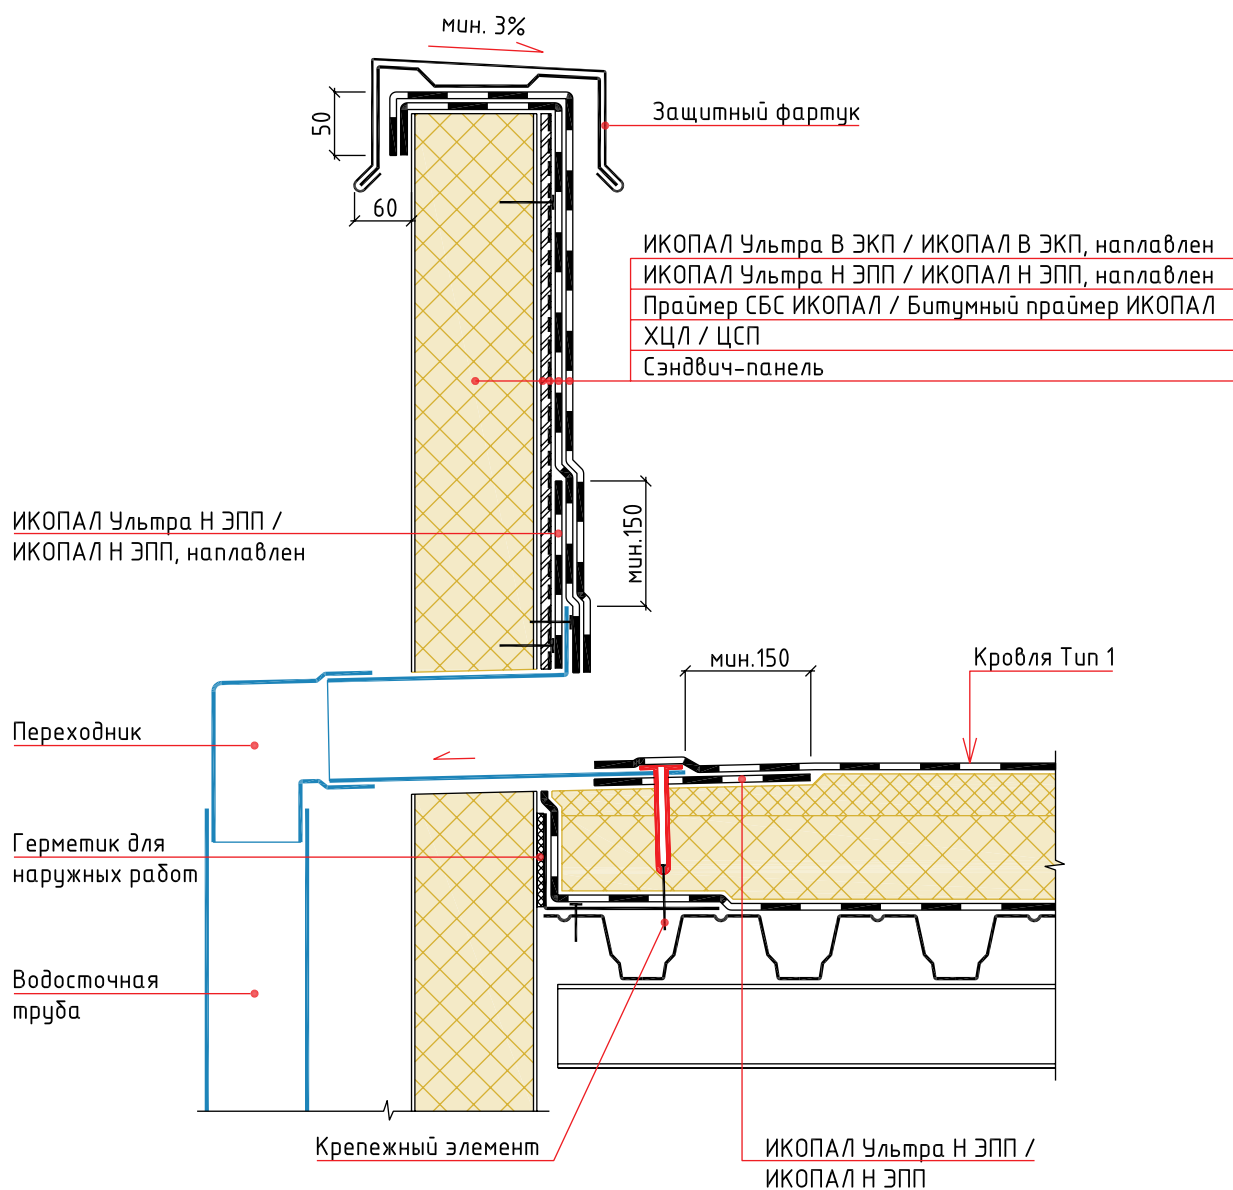 мин. 3%
50
Защитный фартук
60
ИКОПАЛ Ультра В ЭКП / ИКОПАЛ В ЭКП, наплавлен
ИКОПАЛ Ультра Н ЭПП / ИКОПАЛ Н ЭПП, наплавлен
Праймер СБС ИКОПАЛ / Битумный праймер ИКОПАЛ
ХЦЛ / ЦСП
Сэндвич-панель
ИКОПАЛ Ультра Н ЭПП /
ИКОПАЛ Н ЭПП, наплавлен
мин.150
мин.150
Кровля Тип 1
Переходник
Герметик для
наружных работ
Водосточная
труба
Крепежный элемент
ИКОПАЛ Ультра Н ЭПП /
ИКОПАЛ Н ЭПП